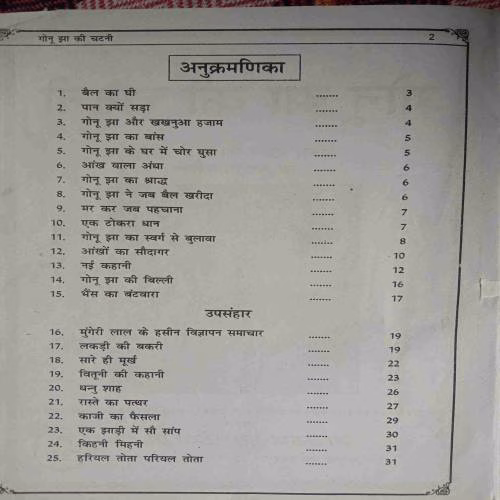 गोनू झा की चटनी 2
अनुक्रमणिका
1. बैल का घी ....... 3
2. पान क्यों सड़ा ....... 4
3. गोनू झा और खखनुआ हजाम ....... 4
4. गोनू झा का बांस ....... 5
5. गोनू झा के घर में चोर घुसा ....... 5
6. आंख वाला अंधा ....... 6
7. गोनू झा का श्राद्ध ....... 6
8. गोनू झा ने जब बैल खरीदा ....... 6
9. मर कर जब पहचाना ....... 7
10. एक टोकरा धान ....... 7
11. गोनू झा का स्वर्ग से बुलावा ....... 8
12. आंखों का सौदागर ....... 10
13. नई कहानी ....... 12
14. गोनू झा की बिल्ली ....... 16
15. भैंस का बंटवारा ....... 17
उपसंहार
16. मुंगेरी लाल के हसीन विज्ञापन समाचार ....... 19
17. लकड़ी की बकरी ....... 19
18. सारे ही मूर्ख ....... 22
19. वितूनी की कहानी ....... 23
20. धन्नु शाह ....... 26
21. रास्ते का पत्थर ....... 27
22. काजी का फैसला ....... 29
23. एक झाड़ी में सौ सांप ....... 30
24. किहनी मिहनी ....... 31
25. हरियल तोता परियल तोता ....... 31